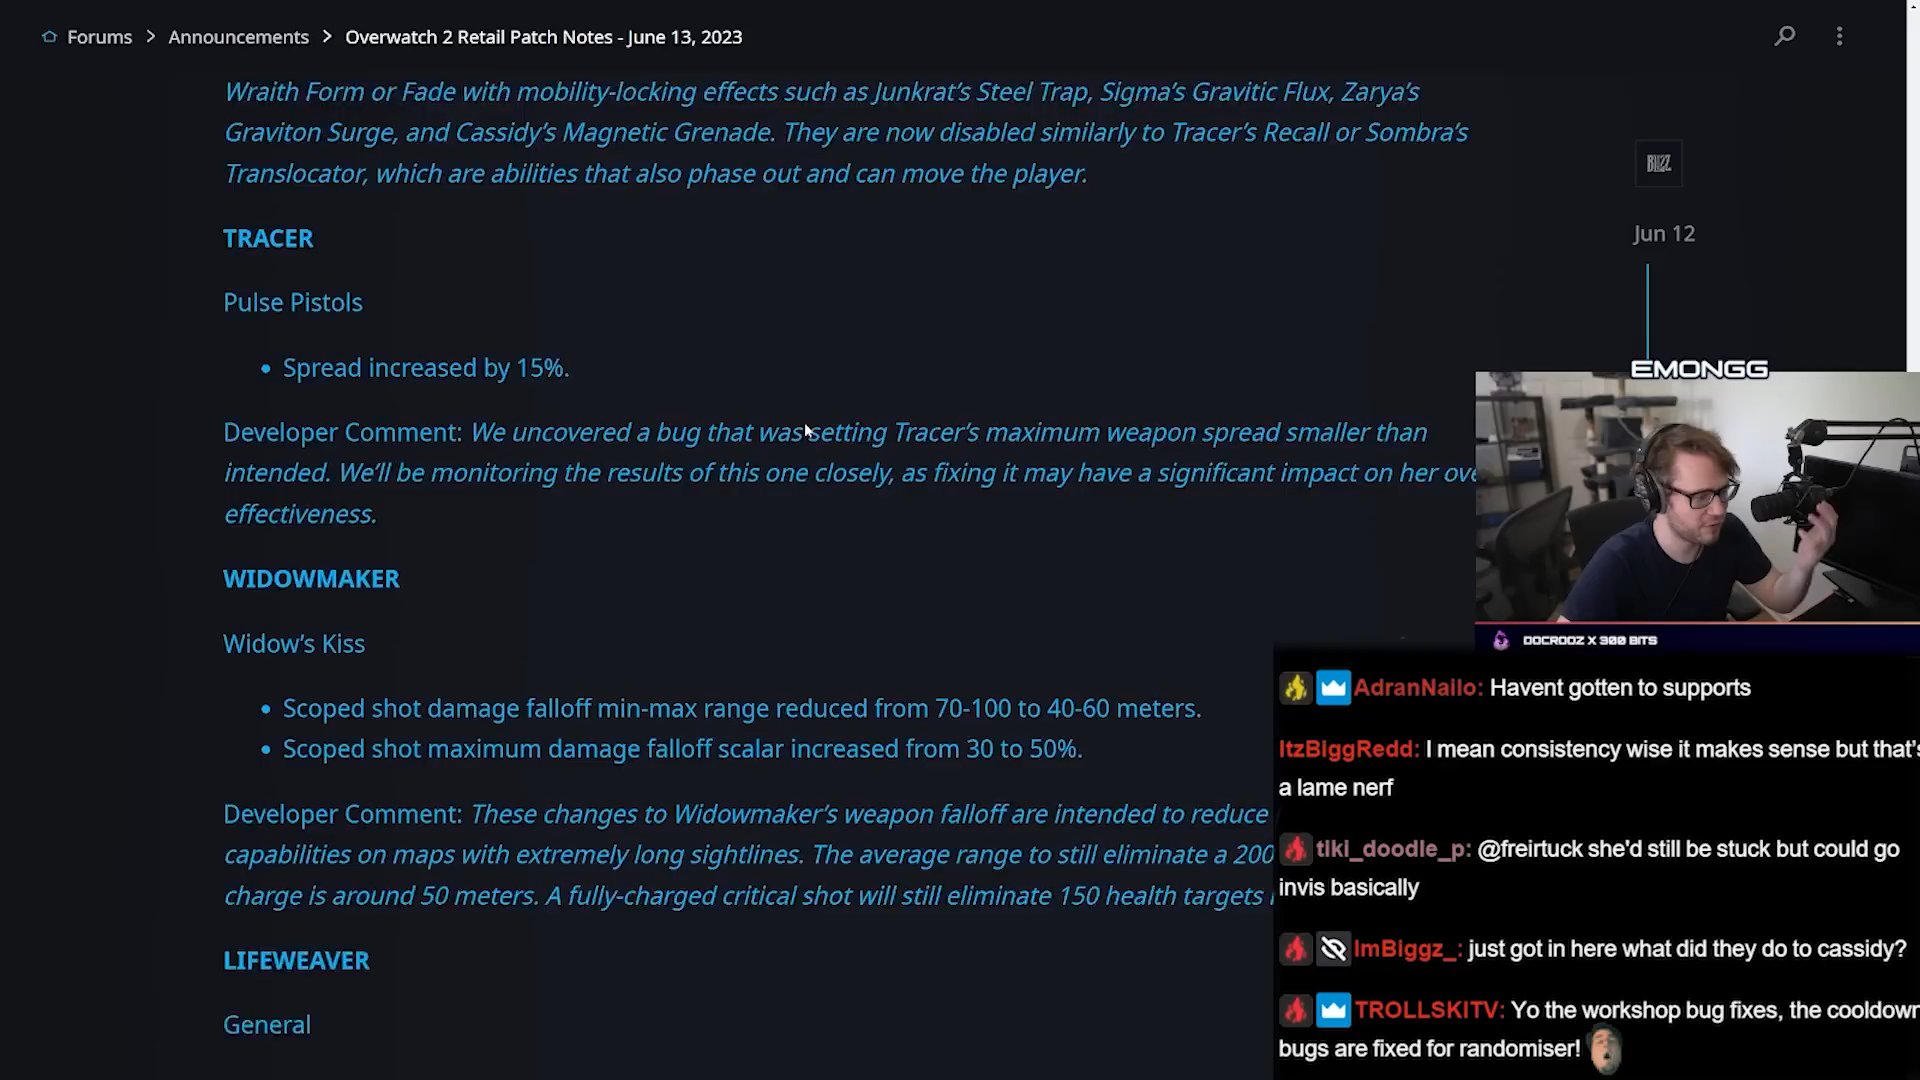 Forums > Announcements > Overwatch 2 Retail Patch Notes - June 13, 2023
Wraith Form or Fade with mobility-locking effects such as Junkrat's Steel Trap, Sigma's Gravitic Flux, Zarya's
Graviton Surge, and Cassidy's Magnetic Grenade. They are now disabled similarly to Tracer's Recall or Sombra's
Translocator, which are abilities that also phase out and can move the player.
BLIZZ
Jun 12
TRACER
Pulse Pistols
• Spread increased by 15%.
Developer Comment: We uncovered a bug that was setting Tracer's maximum weapon spread smaller than
intended. We'll be monitoring the results of this one closely, as fixing it may have a significant impact on her ove
effectiveness.
WIDOWMAKER
Widow's Kiss
• Scoped shot damage falloff min-max range reduced from 70-100 to 40-60 meters.
• Scoped shot maximum damage falloff scalar increased from 30 to 50%.
Developer Comment: These changes to Widowmaker's weapon falloff are intended to reduce
capabilities on maps with extremely long sightlines. The average range to still eliminate a 200
charge is around 50 meters. A fully-charged critical shot will still eliminate 150 health targets
LIFEWEAVER
General
EMONGG
DOCROOZ X 300 BITS
AdranNailo: Havent gotten to supports
ItzBiggRedd: I mean consistency wise it makes sense but that's
a lame nerf
tiki_doodle_p: @freirtuck she'd still be stuck but could go
invis basically
ImBiggz_: just got in here what did they do to cassidy?
TROLLSKITV: Yo the workshop bug fixes, the cooldown
bugs are fixed for randomiser!